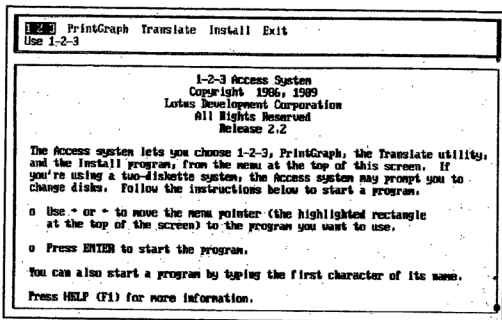 1-2-3 PrintGraph Translate Install Exit
Use 1-2-3
1-2-3 Access System
Copyright 1986, 1989
Lotus Development Corporation
All Rights Reserved
Release 2.2
The Access system lets you choose 1-2-3, PrintGraph, the Translate utility,
and the Install program, from the menu at the top of this screen. If
you're using a two-diskette system, the Access system may prompt you to
change disks. Follow the instructions below to start a program.
o Use → or ← to move the menu pointer (the highlighted rectangle
at the top of the screen) to the program you want to use.
o Press ENTER to start the program.
You can also start a program by typing the first character of its name.
Press HELP (F1) for more information.